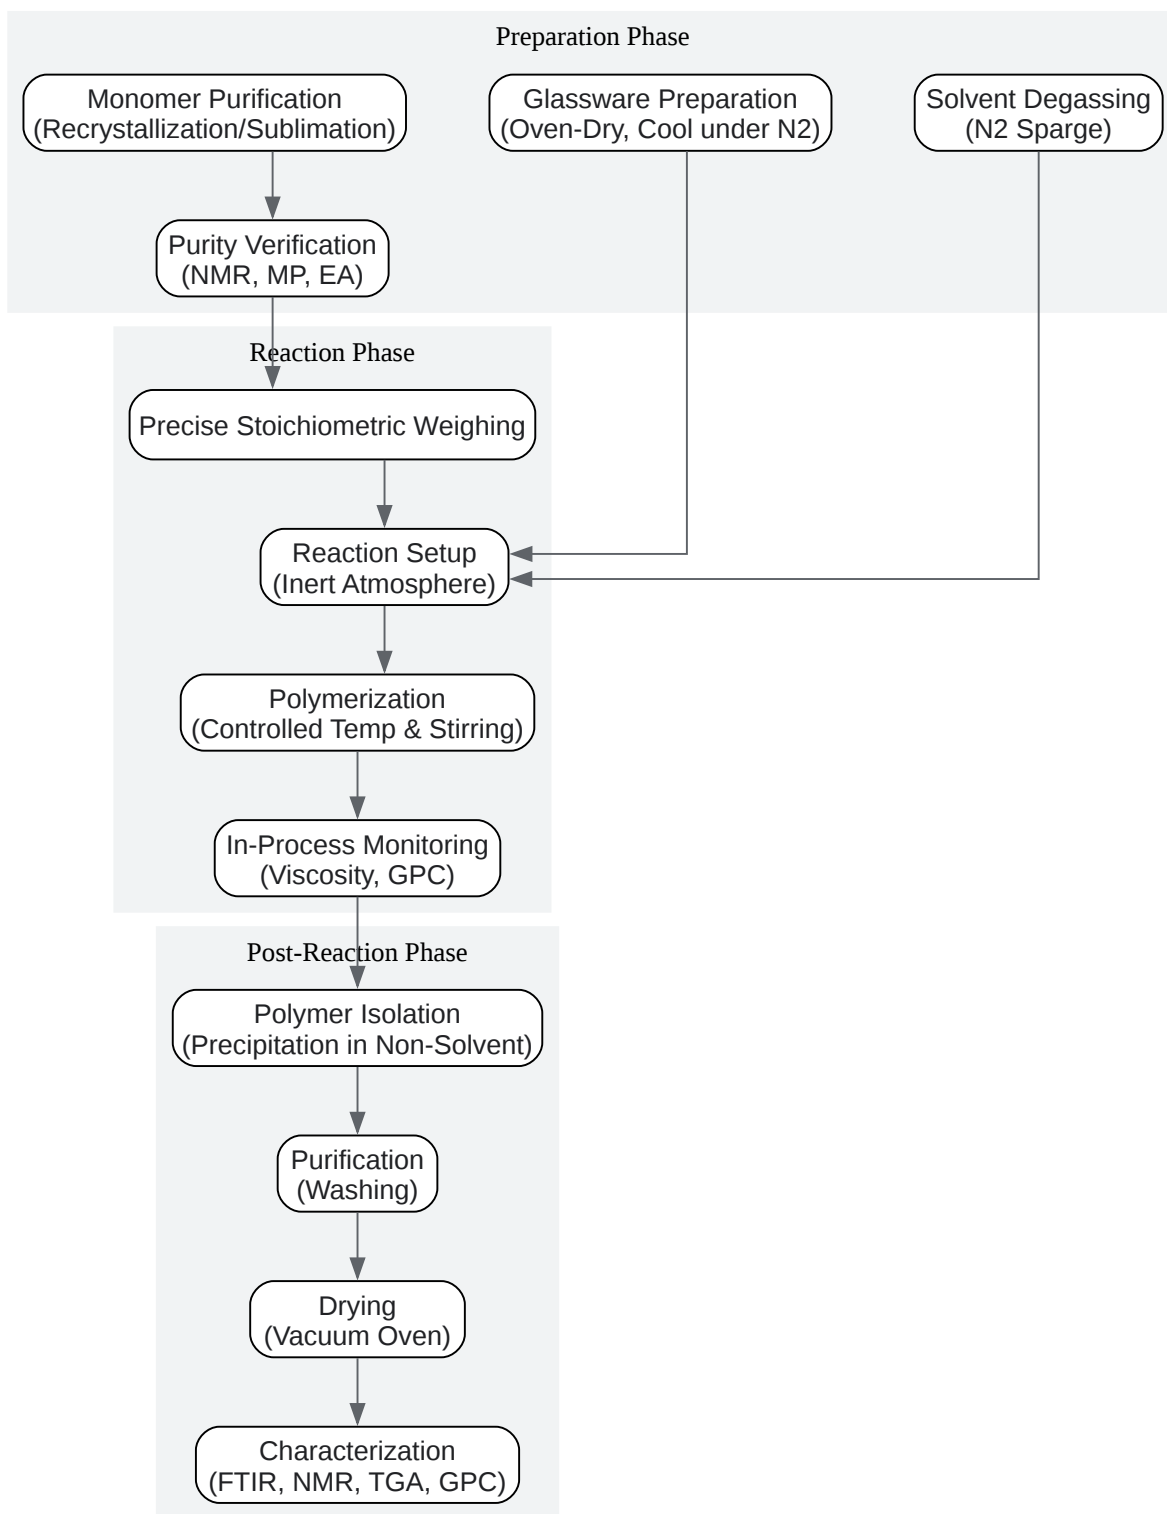 Preparation Phase
Monomer Purification
(Recrystallization/Sublimation)
Glassware Preparation
(Oven-Dry, Cool under N2)
Solvent Degassing
(N2 Sparge)
Purity Verification
(NMR, MP, EA)
Reaction Phase
Precise Stoichiometric Weighing
Reaction Setup
(Inert Atmosphere)
Polymerization
(Controlled Temp & Stirring)
In-Process Monitoring
(Viscosity, GPC)
Post-Reaction Phase
Polymer Isolation
(Precipitation in Non-Solvent)
Purification
(Washing)
Drying
(Vacuum Oven)
Characterization
(FTIR, NMR, TGA, GPC)